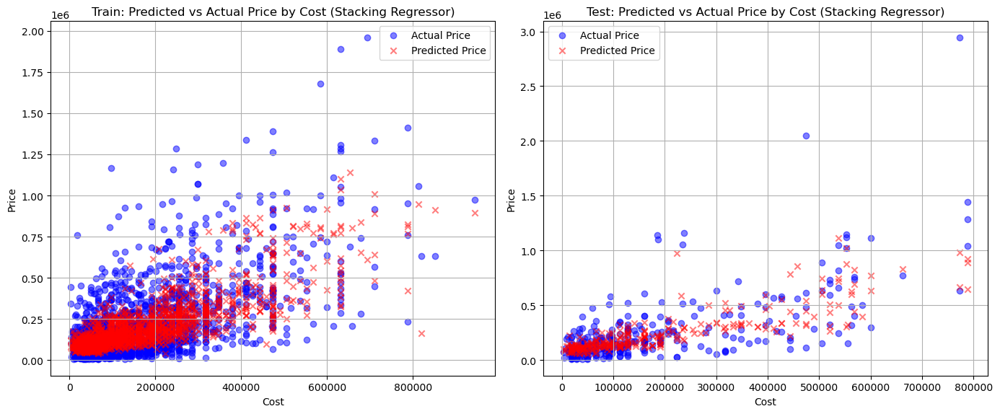 Train: Predicted vs Actual Price by Cost (Stacking Regressor)
1e6
2.00
1.75
1.50
1.25
1.00
0.75
0.50
0.25
0.00
Price
Actual Price
Predicted Price
0 200000 400000 600000 800000
Cost
Test: Predicted vs Actual Price by Cost (Stacking Regressor)
1e6
3.0
2.5
2.0
1.5
1.0
0.5
0.0
Price
Actual Price
Predicted Price
0 100000 200000 300000 400000 500000 600000 700000 800000
Cost